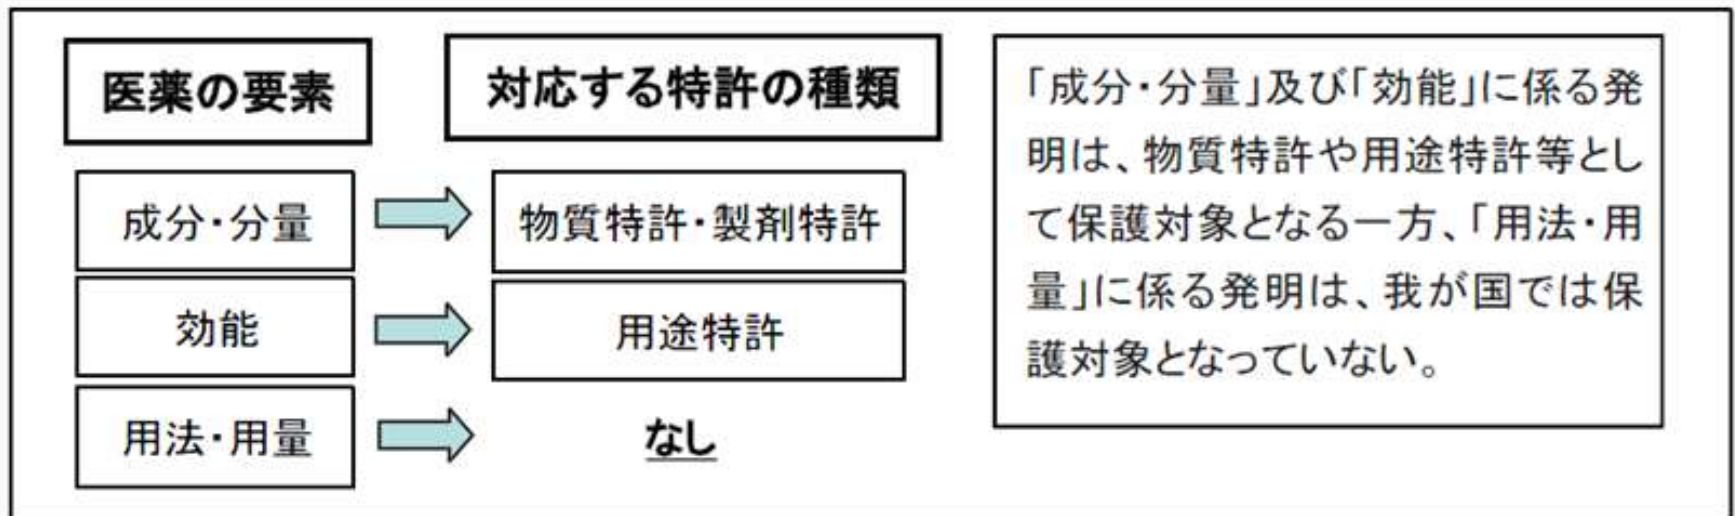 医薬の要素
対応する特許の種類
成分・分量
物質特許・製剤特許
効能
用途特許
用法・用量
なし
「成分・分量」及び「効能」に係る発
明は、物質特許や用途特許等とし
て保護対象となる一方、「用法・用
量」に係る発明は、我が国では保
護対象となっていない。